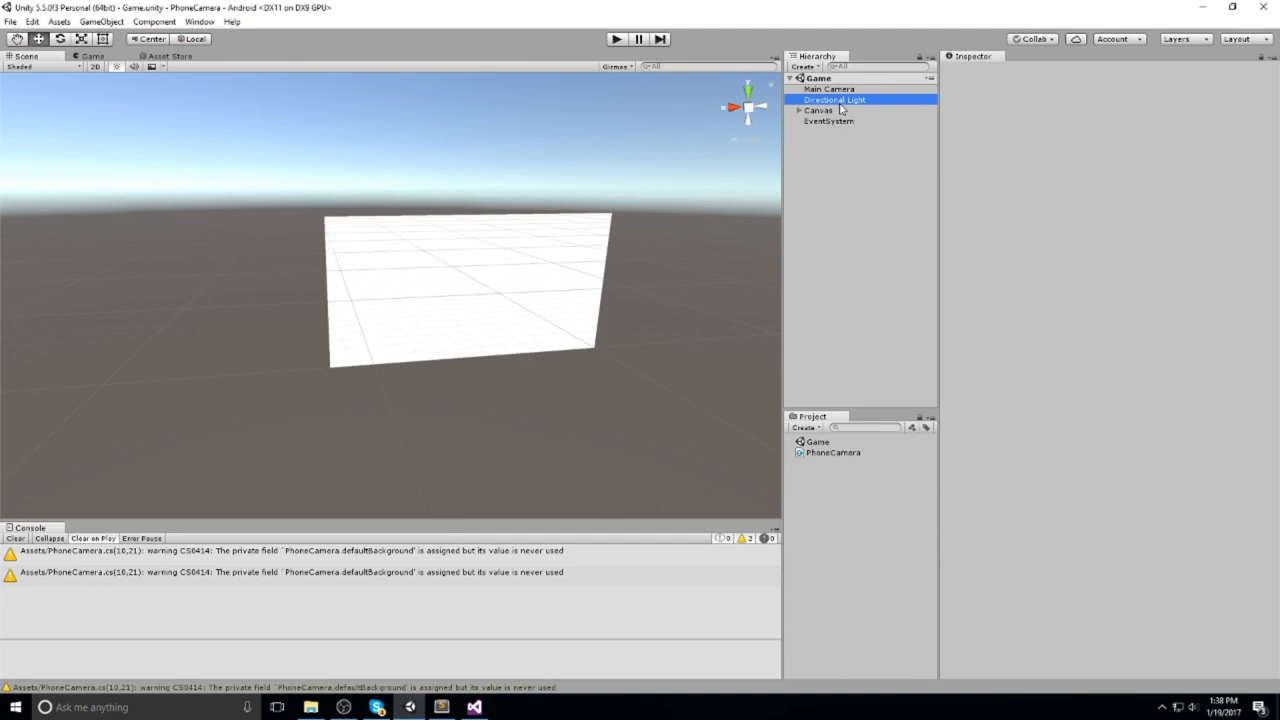 Unity 5.5.0f3 Personal (64bit) - Game.unity - PhoneCamera - Android <DX11 on DX9 GPU>
File Edit Assets GameObject Component Window Help
Center Local Collab Account Layers Layout
Scene Game Asset Store
Shaded 2D Gizmos All
Hierarchy
Create All
Game
Main Camera
Directional Light
Canvas
EventSystem
Inspector
y
Project
Create
Game
PhoneCamera
Console
Clear Collapse Clear on Play Error Pause 0 2 0
Assets/PhoneCamera.cs(10,21): warning CS0414: The private field `PhoneCamera.defaultBackground' is assigned but its value is never used
Assets/PhoneCamera.cs(10,21): warning CS0414: The private field `PhoneCamera.defaultBackground' is assigned but its value is never used
Assets/PhoneCamera.cs(10,21): warning CS0414: The private field `PhoneCamera.defaultBackground' is assigned but its value is never used
Ask me anything
1:38 PM
1/19/2017